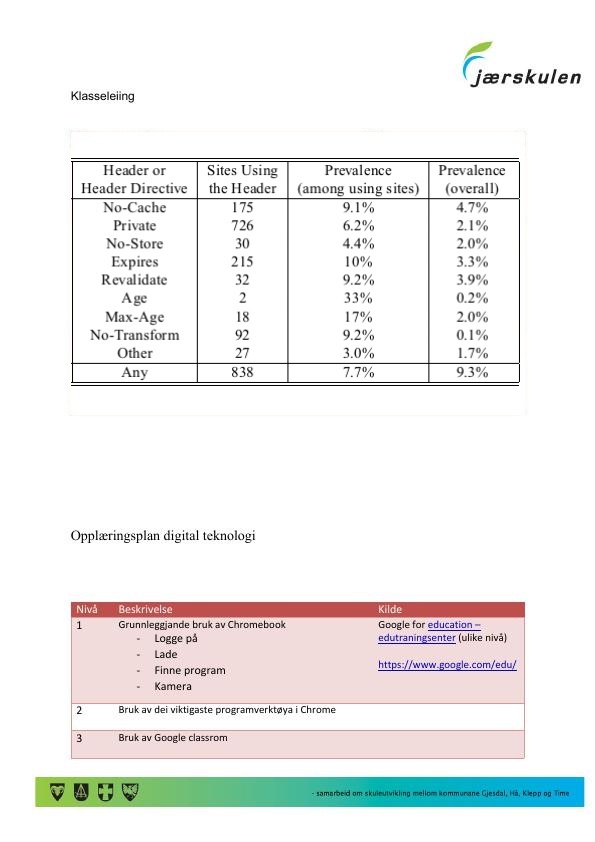 jærskulen
Klasseleiing
Header or Header Directive | Sites Using the Header | Prevalence (among using sites) | Prevalence (overall)
No-Cache | 175 | 9.1% | 4.7%
Private | 726 | 6.2% | 2.1%
No-Store | 30 | 4.4% | 2.0%
Expires | 215 | 10% | 3.3%
Revalidate | 32 | 9.2% | 3.9%
Age | 2 | 33% | 0.2%
Max-Age | 18 | 17% | 2.0%
No-Transform | 92 | 9.2% | 0.1%
Other | 27 | 3.0% | 1.7%
Any | 838 | 7.7% | 9.3%
Opplæringsplan digital teknologi
Nivå | Beskrivelse | Kilde
1 | Grunnleggjande bruk av Chromebook | Google for education –
- Logge på | edutraningsenter (ulike nivå)
- Lade
- Finne program | https://www.google.com/edu/
- Kamera
2 | Bruk av dei viktigaste programverktøya i Chrome
3 | Bruk av Google classrom
- samarbeid om skuleutvikling mellom kommunane Gjesdal, Hå, Klepp og Time